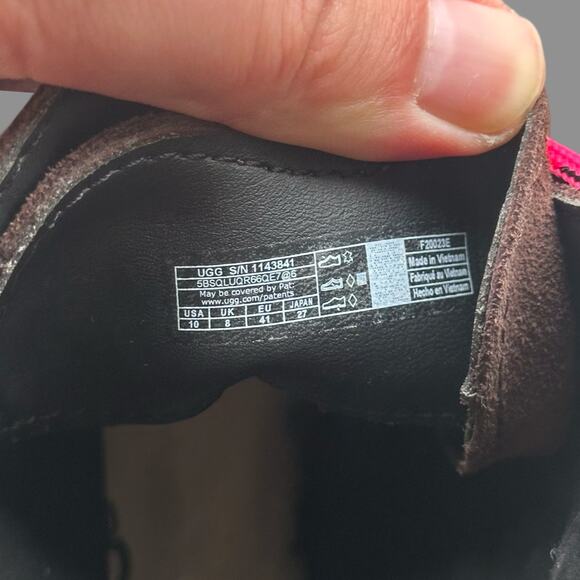 UGG S/N 1143841
5BSQLUQR66QE7@6
May be covered by Pat:
www.ugg.com/patents
USA UK EU JAPAN
10 8 41 27
F20023E
Made in Vietnam
Fabriqué au Vietnam
Hecho en Vietnam